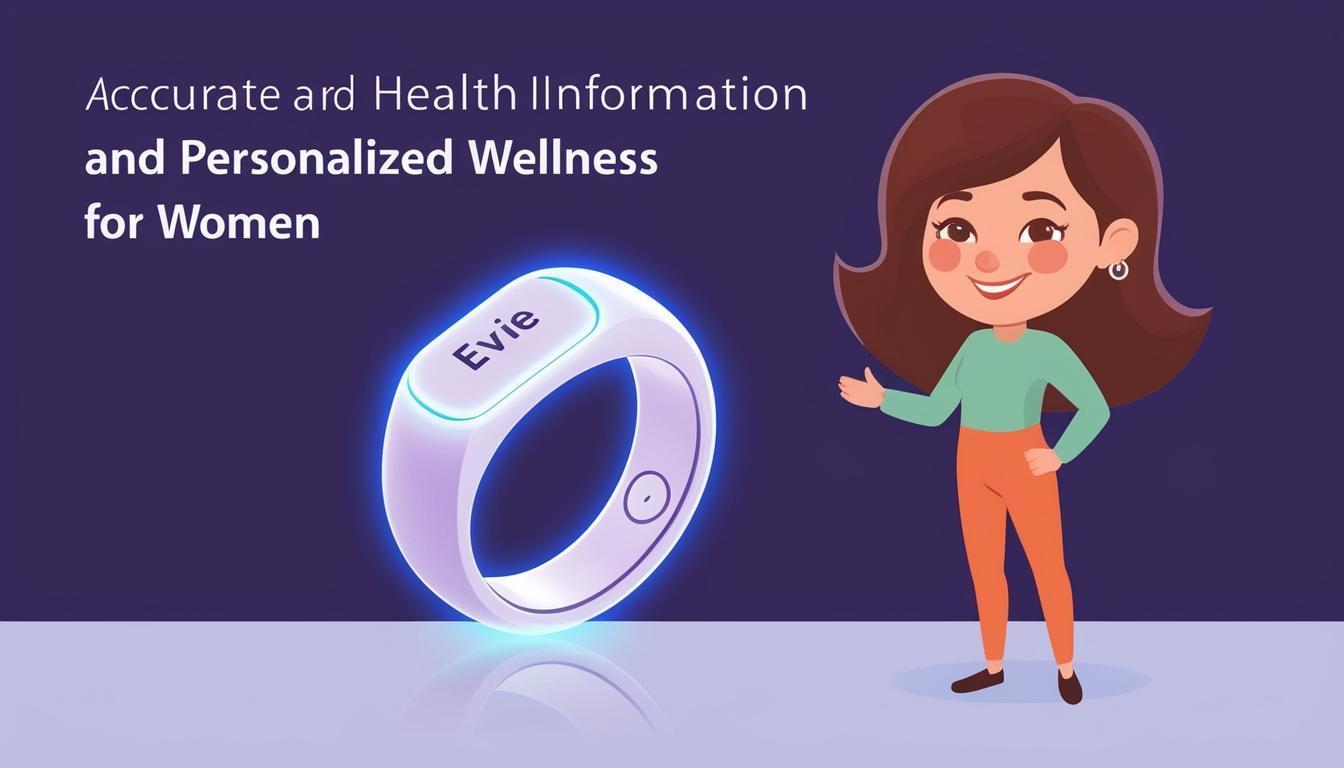 Acccurate ard Health IInformation
and Personalized Wellness
for Women
Evie